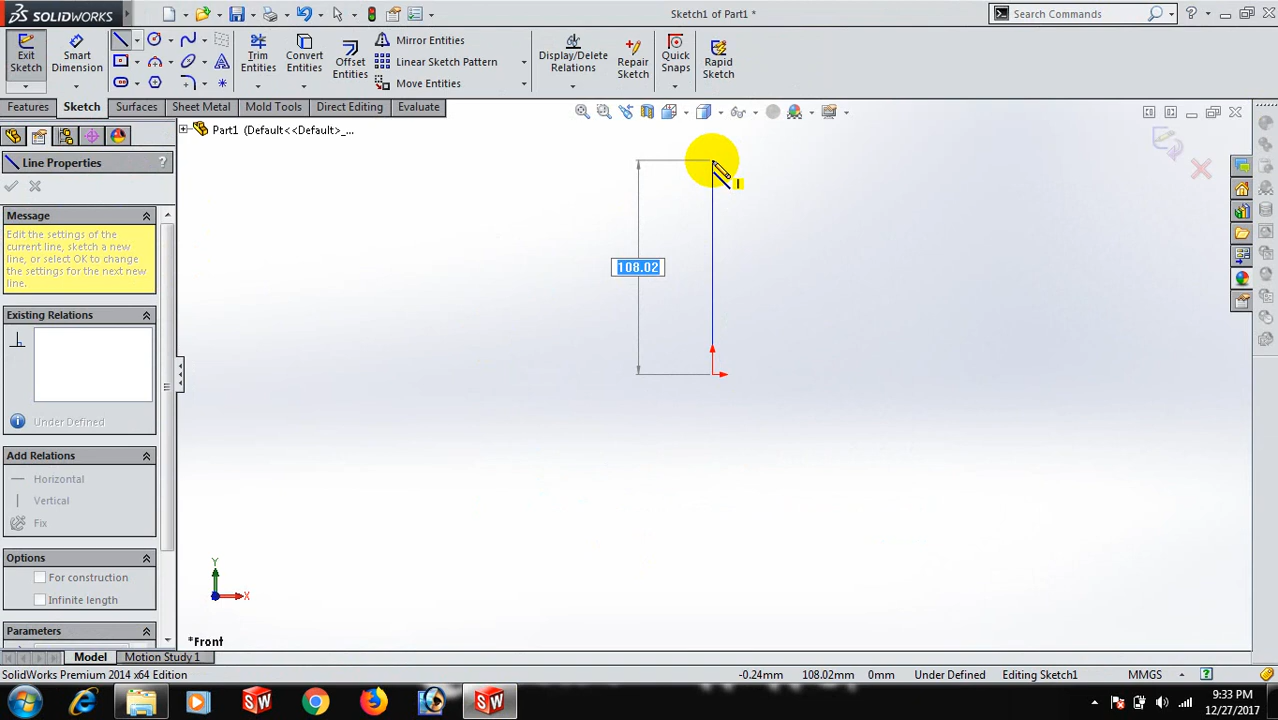 SOLIDWORKS
Sketch1 of Part1 *
Search Commands
Exit Sketch
Smart Dimension
Trim Entities
Convert Entities
Offset Entities
Mirror Entities
Linear Sketch Pattern
Move Entities
Display/Delete Relations
Repair Sketch
Quick Snaps
Rapid Sketch
Features
Sketch
Surfaces
Sheet Metal
Mold Tools
Direct Editing
Evaluate
Part1 (Default<<Default>_...
Line Properties
?
Message
Edit the settings of the
current line, sketch a new
line, or select OK to change
the settings for the next new
line.
Existing Relations
Under Defined
Add Relations
Horizontal
Vertical
Fix
Options
For construction
Infinite length
Parameters
108.02
Y
X
*Front
Model
Motion Study 1
SolidWorks Premium 2014 x64 Edition
-0.24mm
108.02mm
0mm
Under Defined
Editing Sketch1
MMGS
9:33 PM
12/27/2017